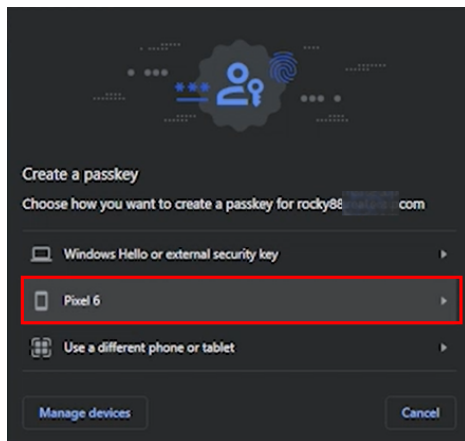 Create a passkey
Choose how you want to create a passkey for rocky88 com
Windows Hello or external security key
Pixel 6
Use a different phone or tablet
Manage devices
Cancel